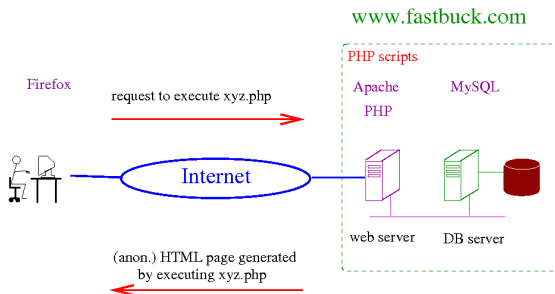 www.fastbuck.com
PHP scripts
Firefox
Apache
MySQL
request to execute xyz.php
PHP
Internet
web server
DB server
(anon.) HTML page generated
by executing xyz.php